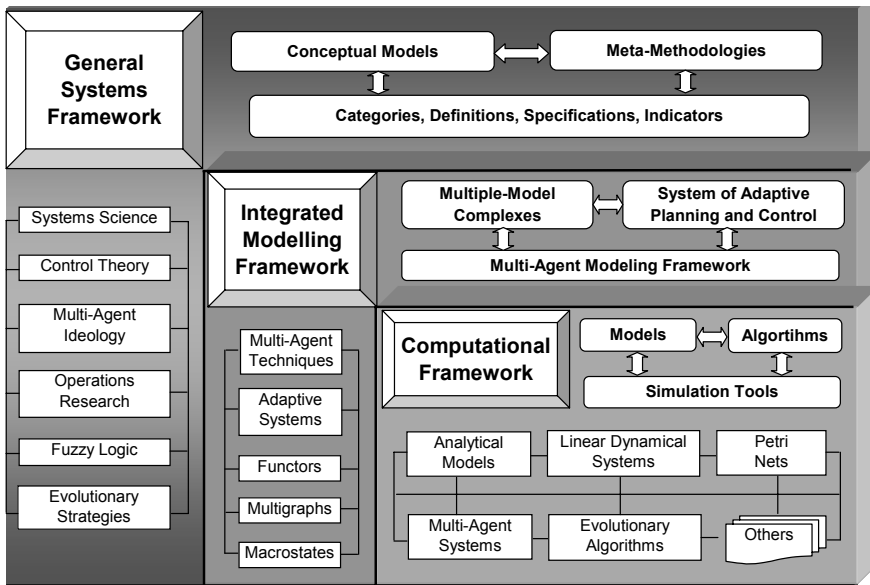 General
Systems
Framework
Conceptual Models
Meta-Methodologies
Categories, Definitions, Specifications, Indicators
Systems Science
Control Theory
Multi-Agent
Ideology
Operations
Research
Fuzzy Logic
Evolutionary
Strategies
Integrated
Modelling
Framework
Multiple-Model
Complexes
System of Adaptive
Planning and Control
Multi-Agent Modeling Framework
Multi-Agent
Techniques
Adaptive
Systems
Functors
Multigraphs
Macrostates
Computational
Framework
Models
Algortihms
Simulation Tools
Analytical
Models
Linear Dynamical
Systems
Petri
Nets
Multi-Agent
Systems
Evolutionary
Algorithms
Others